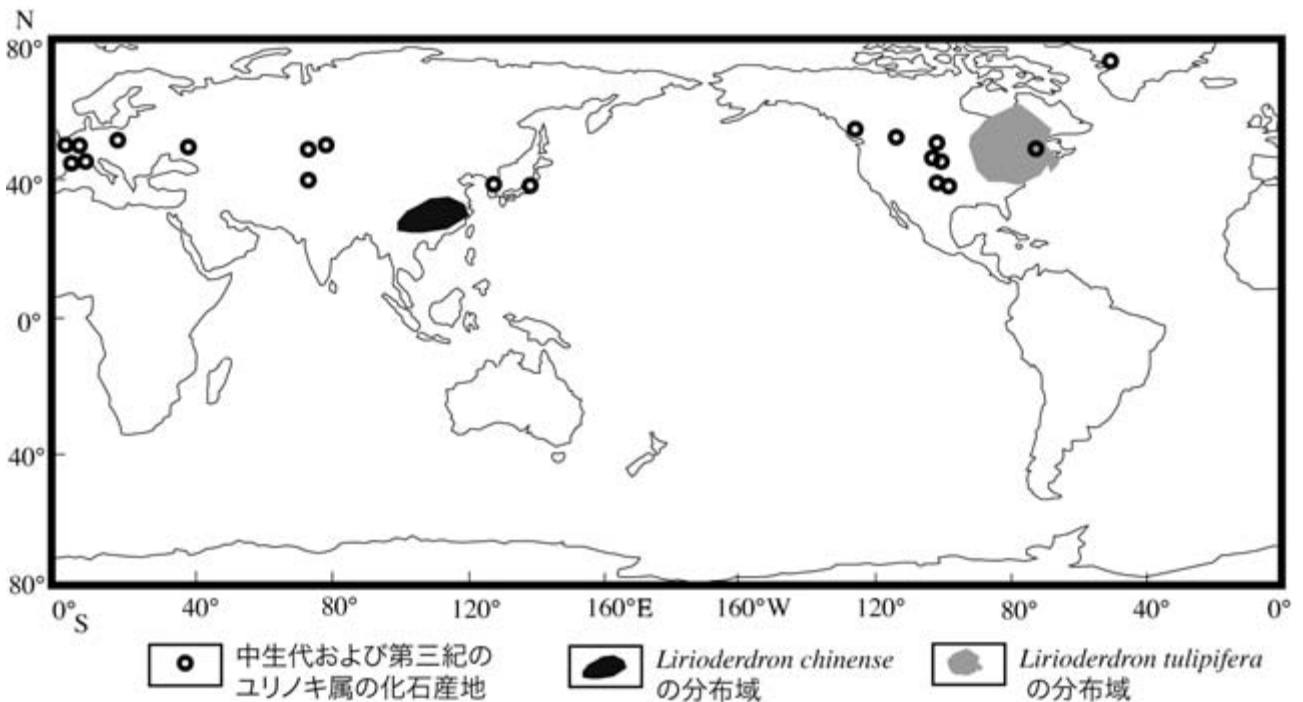 N
80°
40°
0°
40°
80°
0°S 40° 80° 120° 160°E 160°W 120° 80° 40° 0°
中生代および第三紀の
ユリノキ属の化石産地
Lirioderdron chinense
の分布域
Lirioderdron tulipifera
の分布域